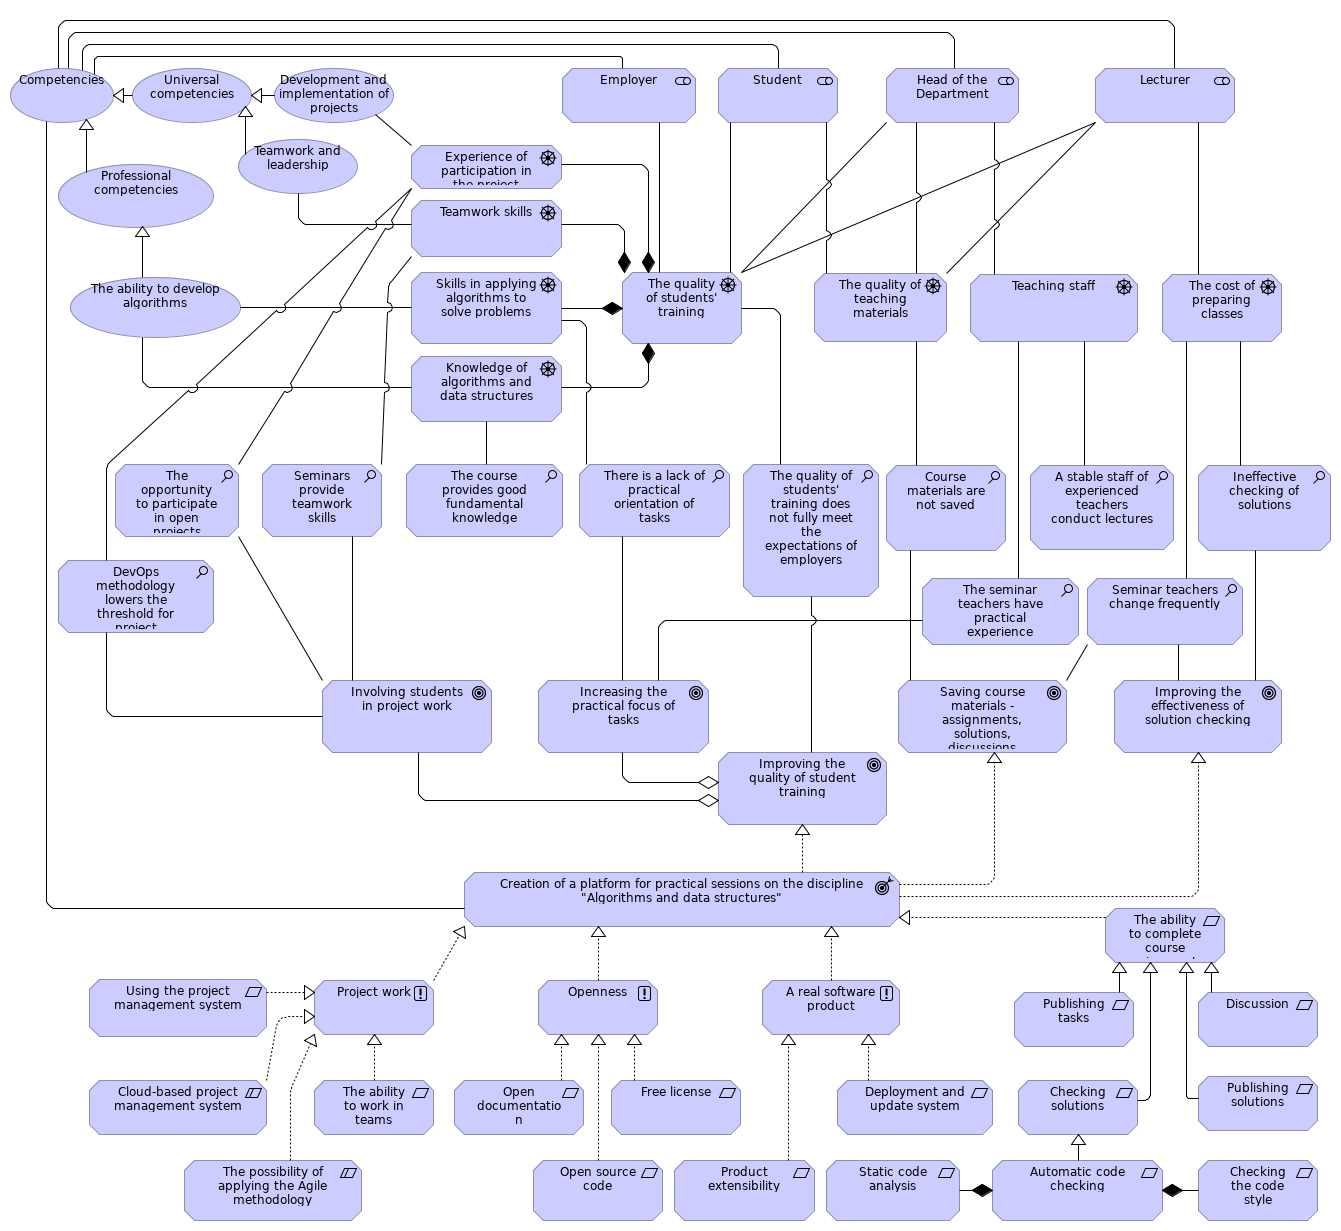 Competencies
Universal
competencies
Development and
implementation of
projects
Employer
Student
Head of the
Department
Lecturer
Teamwork and
leadership
Professional
competencies
Experience of
participation in
the project
Teamwork skills
The ability to develop
algorithms
Skills in applying
algorithms to
solve problems
The quality
of students'
training
The quality of
teaching
materials
Teaching staff
The cost of
preparing
classes
Knowledge of
algorithms and
data structures
The
opportunity
to participate
in open
projects
Seminars
provide
teamwork
skills
The course
provides good
fundamental
knowledge
There is a lack of
practical
orientation of
tasks
The quality of
students'
training does
not fully meet
the
expectations of
employers
Course
materials are
not saved
A stable staff of
experienced
teachers
conduct lectures
Ineffective
checking of
solutions
DevOps
methodology
lowers the
threshold for
project
The seminar
teachers have
practical
experience
Seminar teachers
change frequently
Involving students
in project work
Increasing the
practical focus of
tasks
Saving course
materials -
assignments,
solutions,
discussions
Improving the
effectiveness of
solution checking
Improving the
quality of student
training
Creation of a platform for practical sessions on the discipline
"Algorithms and data structures"
The ability
to complete
course
Using the project
management system
Project work
Openness
A real software
product
Publishing
tasks
Discussion
Cloud-based project
management system
The ability
to work in
teams
Open
documentatio
n
Free license
Deployment and
update system
Checking
solutions
Publishing
solutions
The possibility of
applying the Agile
methodology
Open source
code
Product
extensibility
Static code
analysis
Automatic code
checking
Checking
the code
style